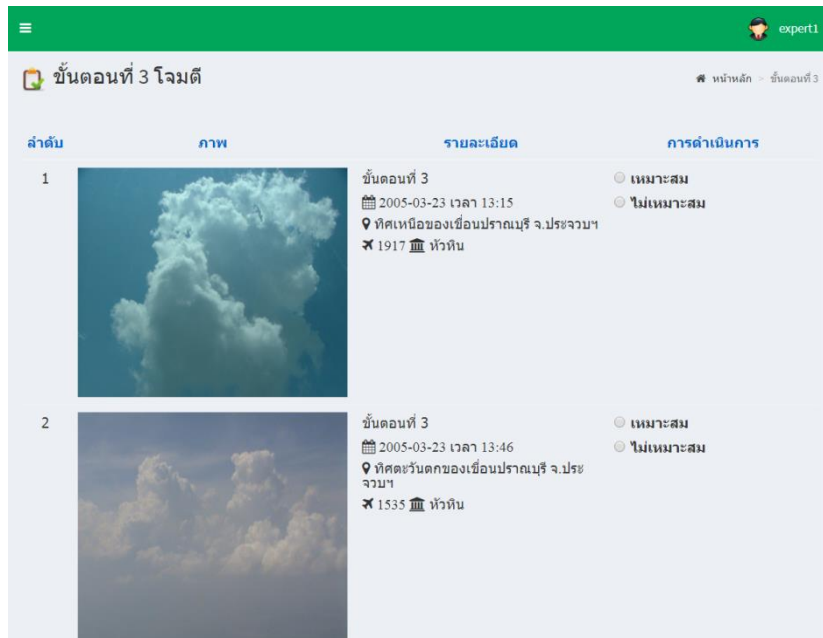 expert1
ขั้นตอนที่ 3 โจมตี
หน้าหลัก > ขั้นตอนที่ 3
ลำดับ ภาพ รายละเอียด การดำเนินการ
1 ขั้นตอนที่ 3 เหมาะสม
2005-03-23 เวลา 13:15 ไม่เหมาะสม
ทิศเหนือของเขื่อนปราณบุรี จ.ประจวบฯ
1917 หัวหิน
2 ขั้นตอนที่ 3 เหมาะสม
2005-03-23 เวลา 13:46 ไม่เหมาะสม
ทิศตะวันตกของเขื่อนปราณบุรี จ.ประ
จวบฯ
1535 หัวหิน